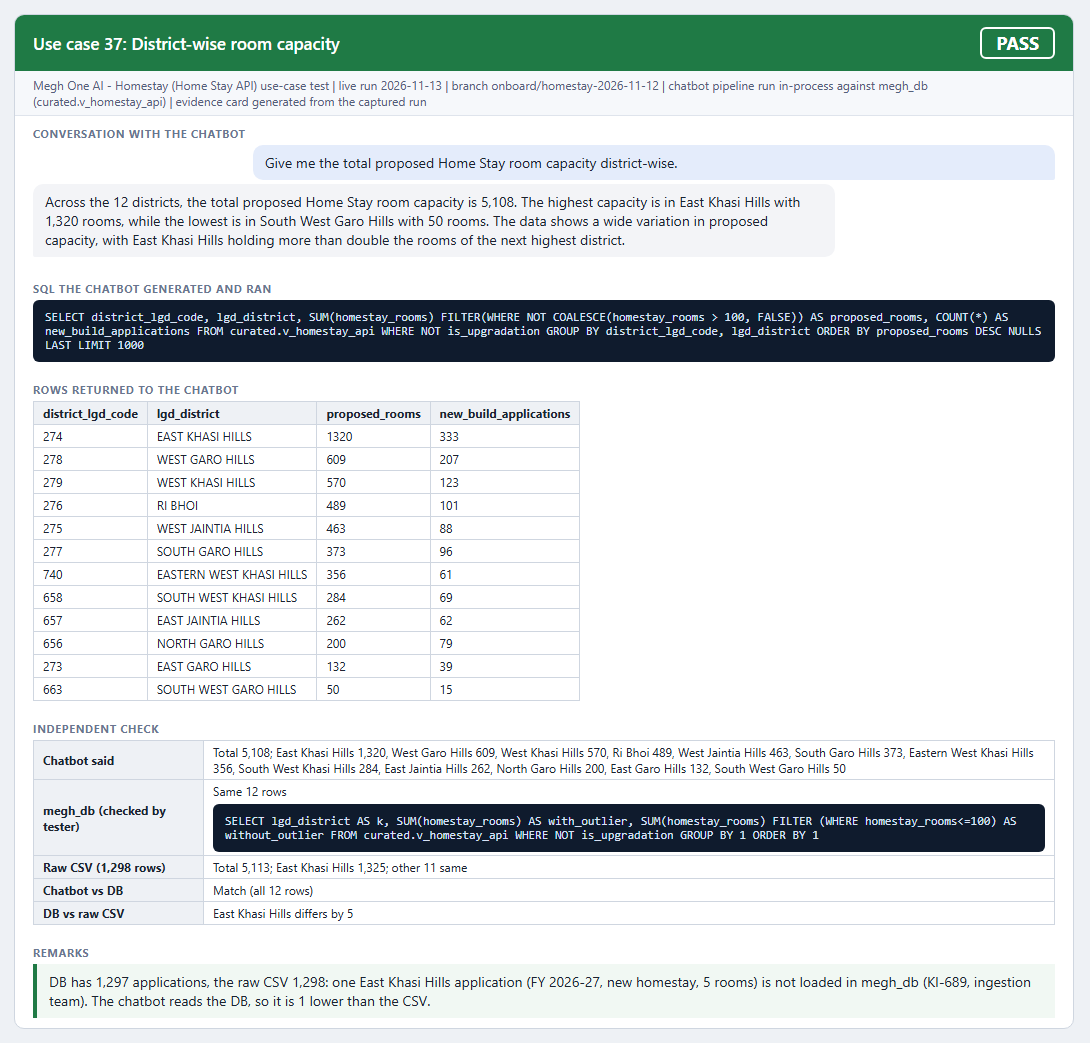 Use case 37: District-wise room capacity
PASS
Megh One AI - Homestay (Home Stay API) use-case test | live run 2026-11-13 | branch onboard/homestay-2026-11-12 | chatbot pipeline run in-process against megh_db
(curated.v_homestay_api) | evidence card generated from the captured run
CONVERSATION WITH THE CHATBOT
Give me the total proposed Home Stay room capacity district-wise.
Across the 12 districts, the total proposed Home Stay room capacity is 5,108. The highest capacity is in East Khasi Hills with
1,320 rooms, while the lowest is in South West Garo Hills with 50 rooms. The data shows a wide variation in proposed
capacity, with East Khasi Hills holding more than double the rooms of the next highest district.
SQL THE CHATBOT GENERATED AND RAN
SELECT district_lgd_code, lgd_district, SUM(homestay_rooms) FILTER(WHERE NOT COALESCE(homestay_rooms > 100, FALSE)) AS proposed_rooms, COUNT(*) AS
new_build_applications FROM curated.v_homestay_api WHERE NOT is_upgradation GROUP BY district_lgd_code, lgd_district ORDER BY proposed_rooms DESC NULLS
LAST LIMIT 1000
ROWS RETURNED TO THE CHATBOT
district_lgd_code lgd_district proposed_rooms new_build_applications
274 EAST KHASI HILLS 1320 333
278 WEST GARO HILLS 609 207
279 WEST KHASI HILLS 570 123
276 RI BHOI 489 101
275 WEST JAINTIA HILLS 463 88
277 SOUTH GARO HILLS 373 96
740 EASTERN WEST KHASI HILLS 356 61
658 SOUTH WEST KHASI HILLS 284 69
657 EAST JAINTIA HILLS 262 62
656 NORTH GARO HILLS 200 79
273 EAST GARO HILLS 132 39
663 SOUTH WEST GARO HILLS 50 15
INDEPENDENT CHECK
Chatbot said
Total 5,108; East Khasi Hills 1,320, West Garo Hills 609, West Khasi Hills 570, Ri Bhoi 489, West Jaintia Hills 463, South Garo Hills 373, Eastern West Khasi Hills
356, South West Khasi Hills 284, East Jaintia Hills 262, North Garo Hills 200, East Garo Hills 132, South West Garo Hills 50
megh_db (checked by
tester)
Same 12 rows
SELECT lgd_district AS k, SUM(homestay_rooms) AS with_outlier, SUM(homestay_rooms) FILTER (WHERE homestay_rooms<=100) AS
without_outlier FROM curated.v_homestay_api WHERE NOT is_upgradation GROUP BY 1 ORDER BY 1
Raw CSV (1,298 rows) Total 5,113; East Khasi Hills 1,325; other 11 same
Chatbot vs DB Match (all 12 rows)
DB vs raw CSV East Khasi Hills differs by 5
REMARKS
DB has 1,297 applications, the raw CSV 1,298: one East Khasi Hills application (FY 2026-27, new homestay, 5 rooms) is not loaded in megh_db (KI-689, ingestion
team). The chatbot reads the DB, so it is 1 lower than the CSV.